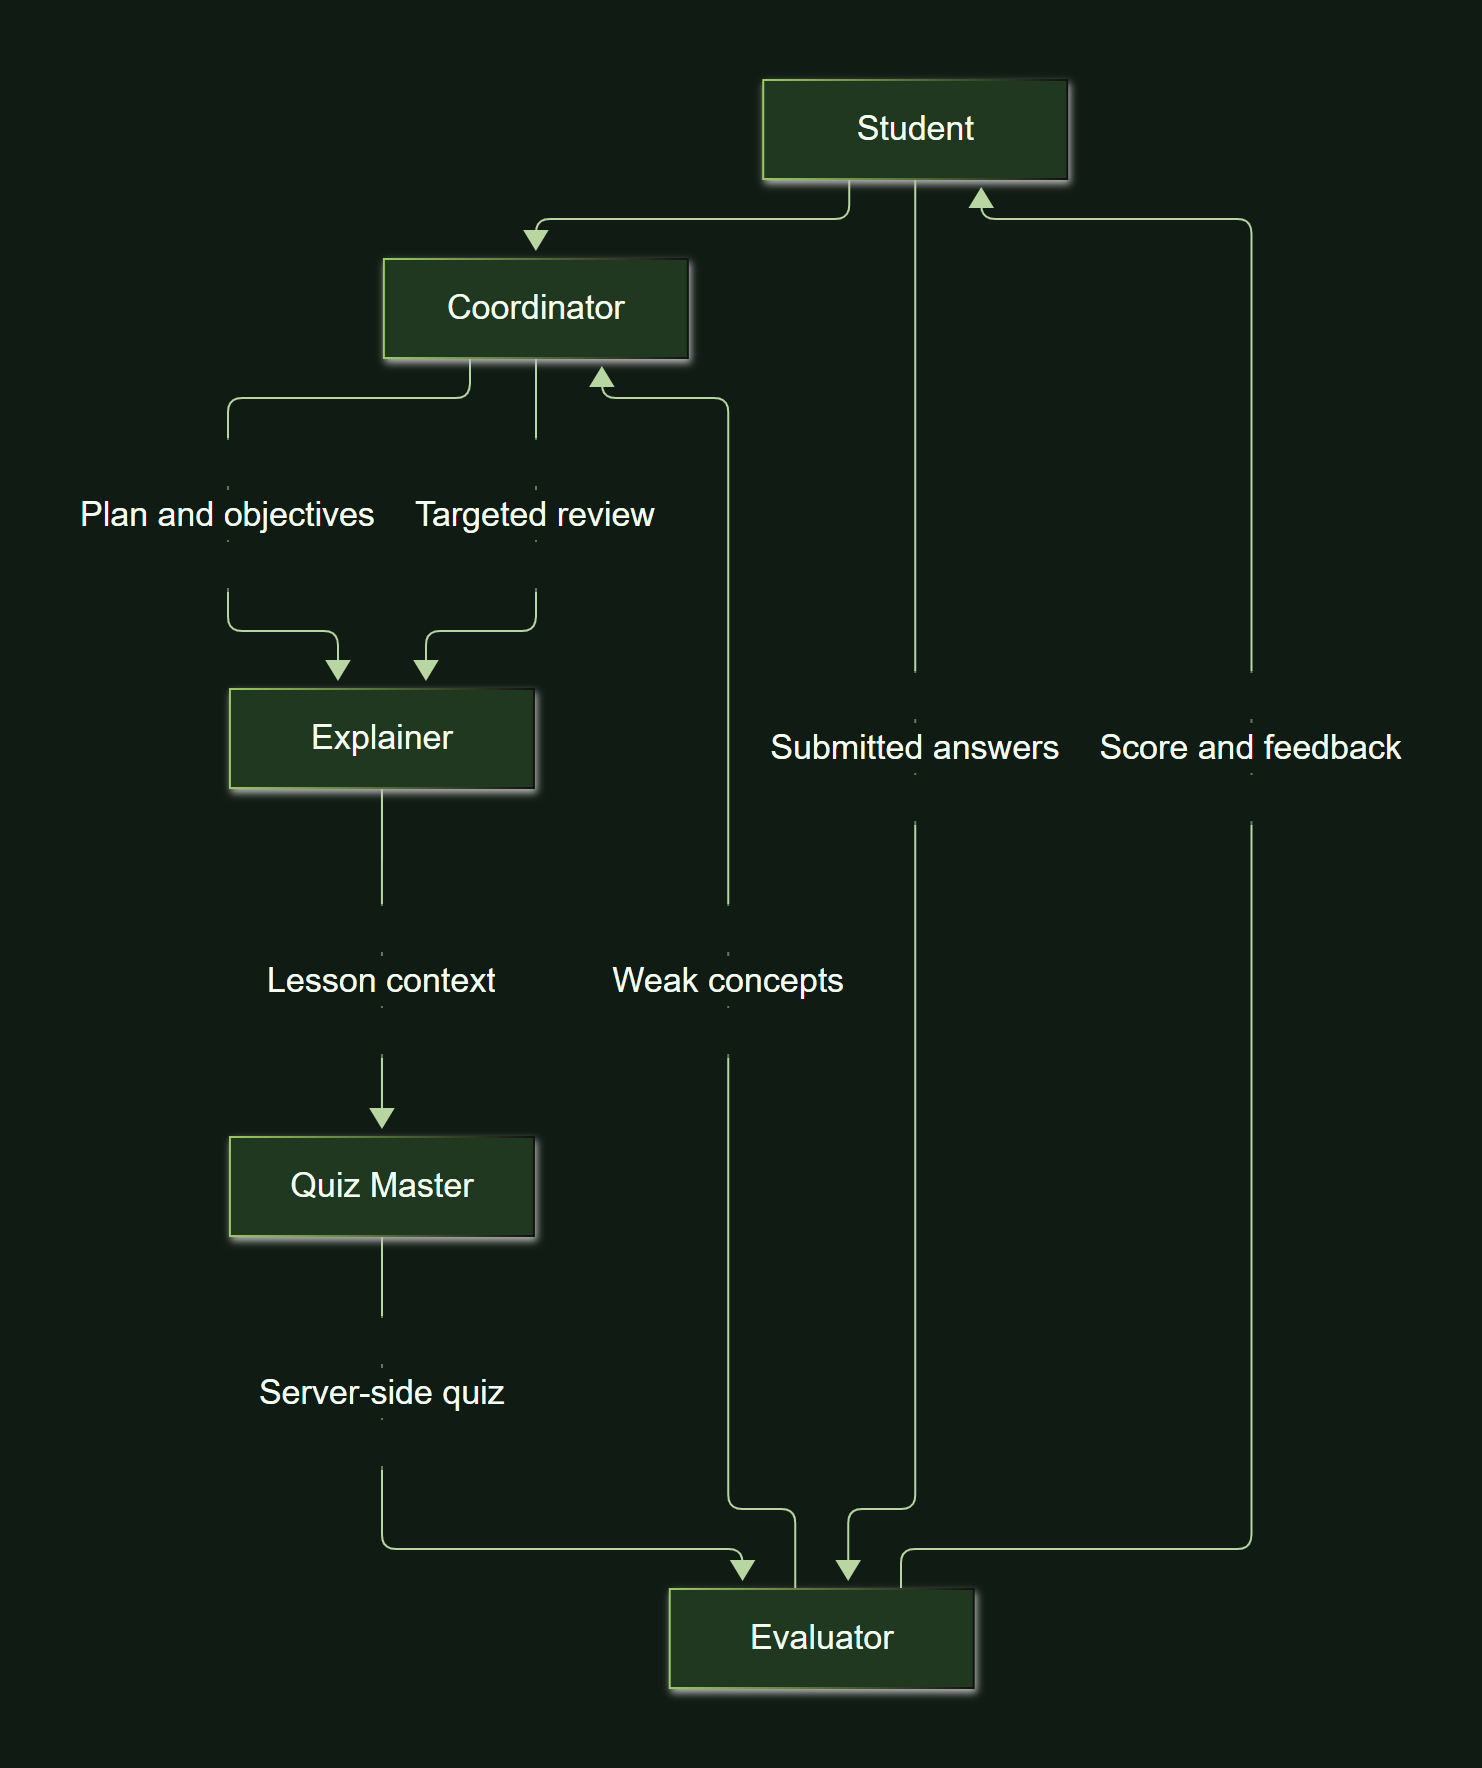 Student
Coordinator
Plan and objectives
Targeted review
Explainer
Submitted answers
Score and feedback
Lesson context
Weak concepts
Quiz Master
Server-side quiz
Evaluator